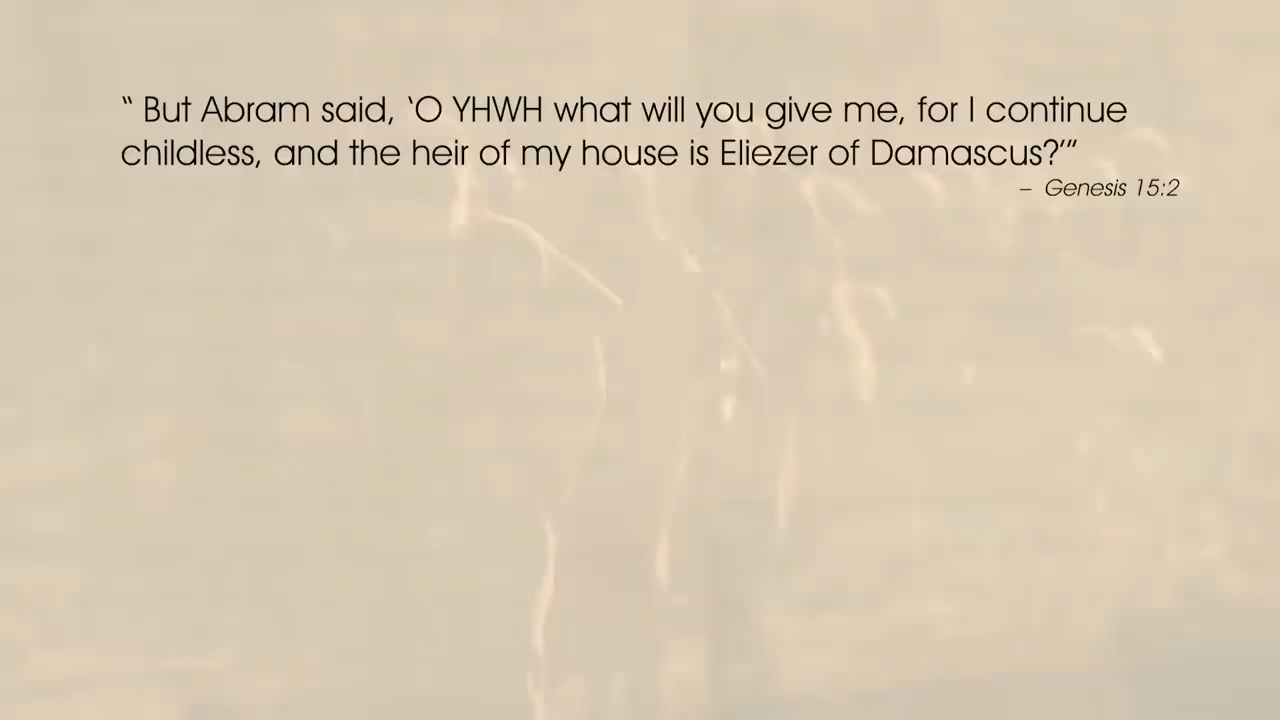 “ But Abram said, ‘O YHWH what will you give me, for I continue
childless, and the heir of my house is Eliezer of Damascus?’”
– Genesis 15:2